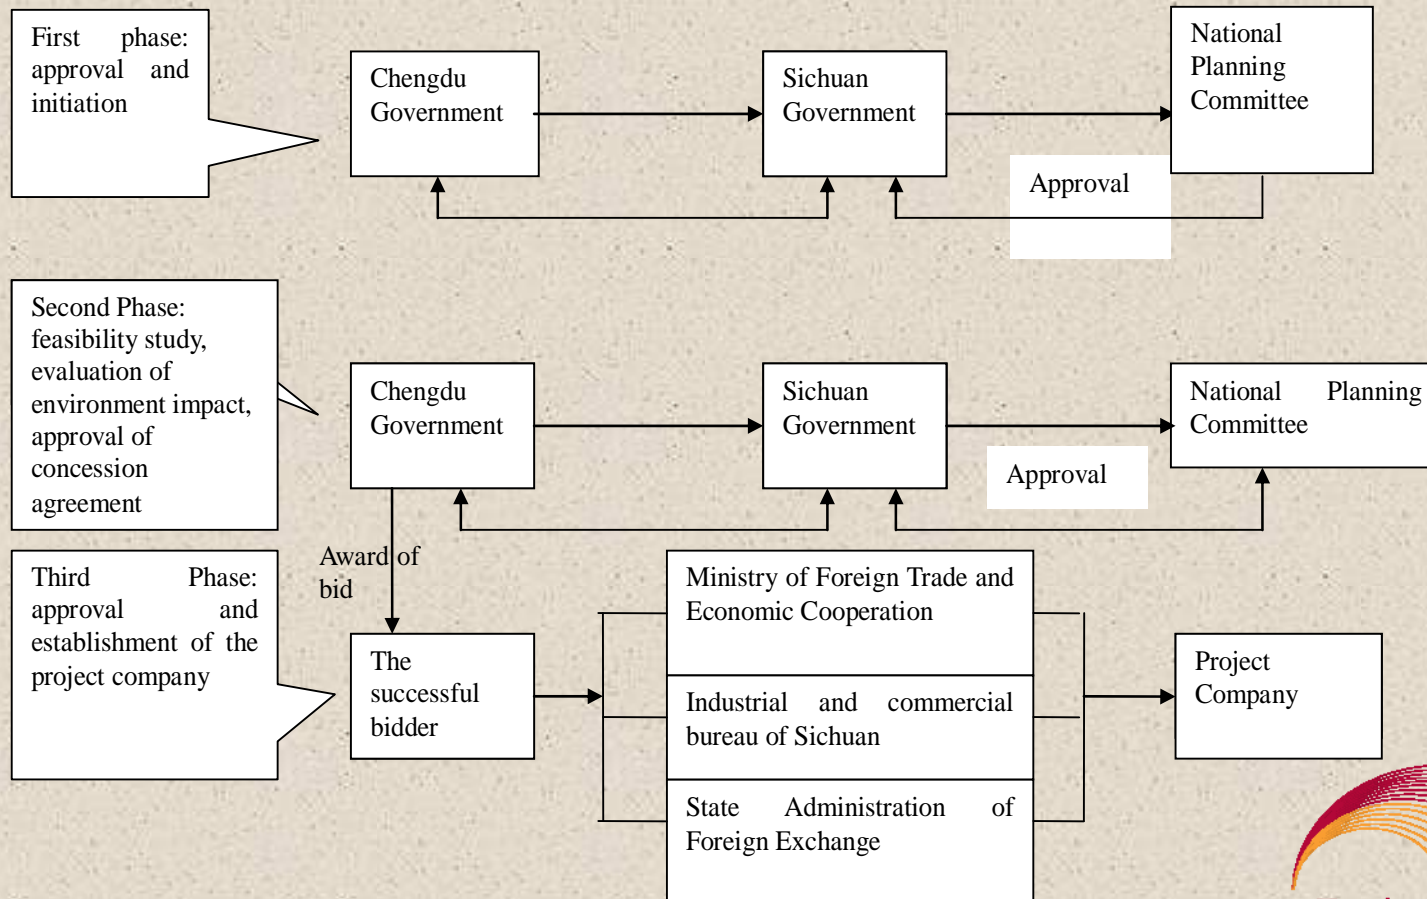 First phase:
approval and
initiation
Chengdu
Government
Sichuan
Government
National
Planning
Committee
Approval
Second Phase:
feasibility study,
evaluation of
environment impact,
approval of
concession
agreement
Chengdu
Government
Sichuan
Government
National Planning
Committee
Approval
Award of
bid
Third Phase:
approval and
establishment of the
project company
The
successful
bidder
Ministry of Foreign Trade and
Economic Cooperation
Industrial and commercial
bureau of Sichuan
State Administration of
Foreign Exchange
Project
Company